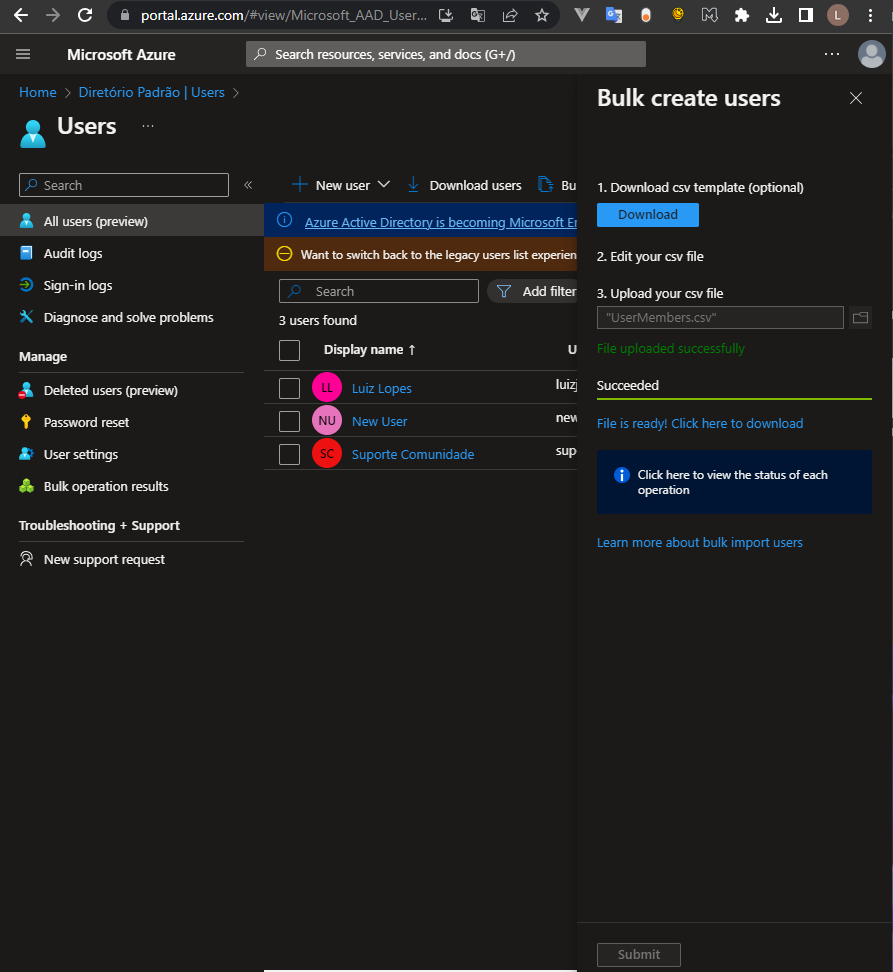 portal.azure.com/#view/Microsoft_AAD_User...
L
Microsoft Azure
Search resources, services, and docs (G+/)
Home > Diretório Padrão | Users >
Users
Search
«
All users (preview)
Audit logs
Sign-in logs
Diagnose and solve problems
Manage
Deleted users (preview)
Password reset
User settings
Bulk operation results
Troubleshooting + Support
New support request
New user
Download users
Bu
Azure Active Directory is becoming Microsoft En
Want to switch back to the legacy users list experien
Search
Add filter
3 users found
Display name ↑ U
LL Luiz Lopes luizj
NU New User new
SC Suporte Comunidade sup
Bulk create users
1. Download csv template (optional)
Download
2. Edit your csv file
3. Upload your csv file
"UserMembers.csv"
File uploaded successfully
Succeeded
File is ready! Click here to download
Click here to view the status of each
operation
Learn more about bulk import users
Submit